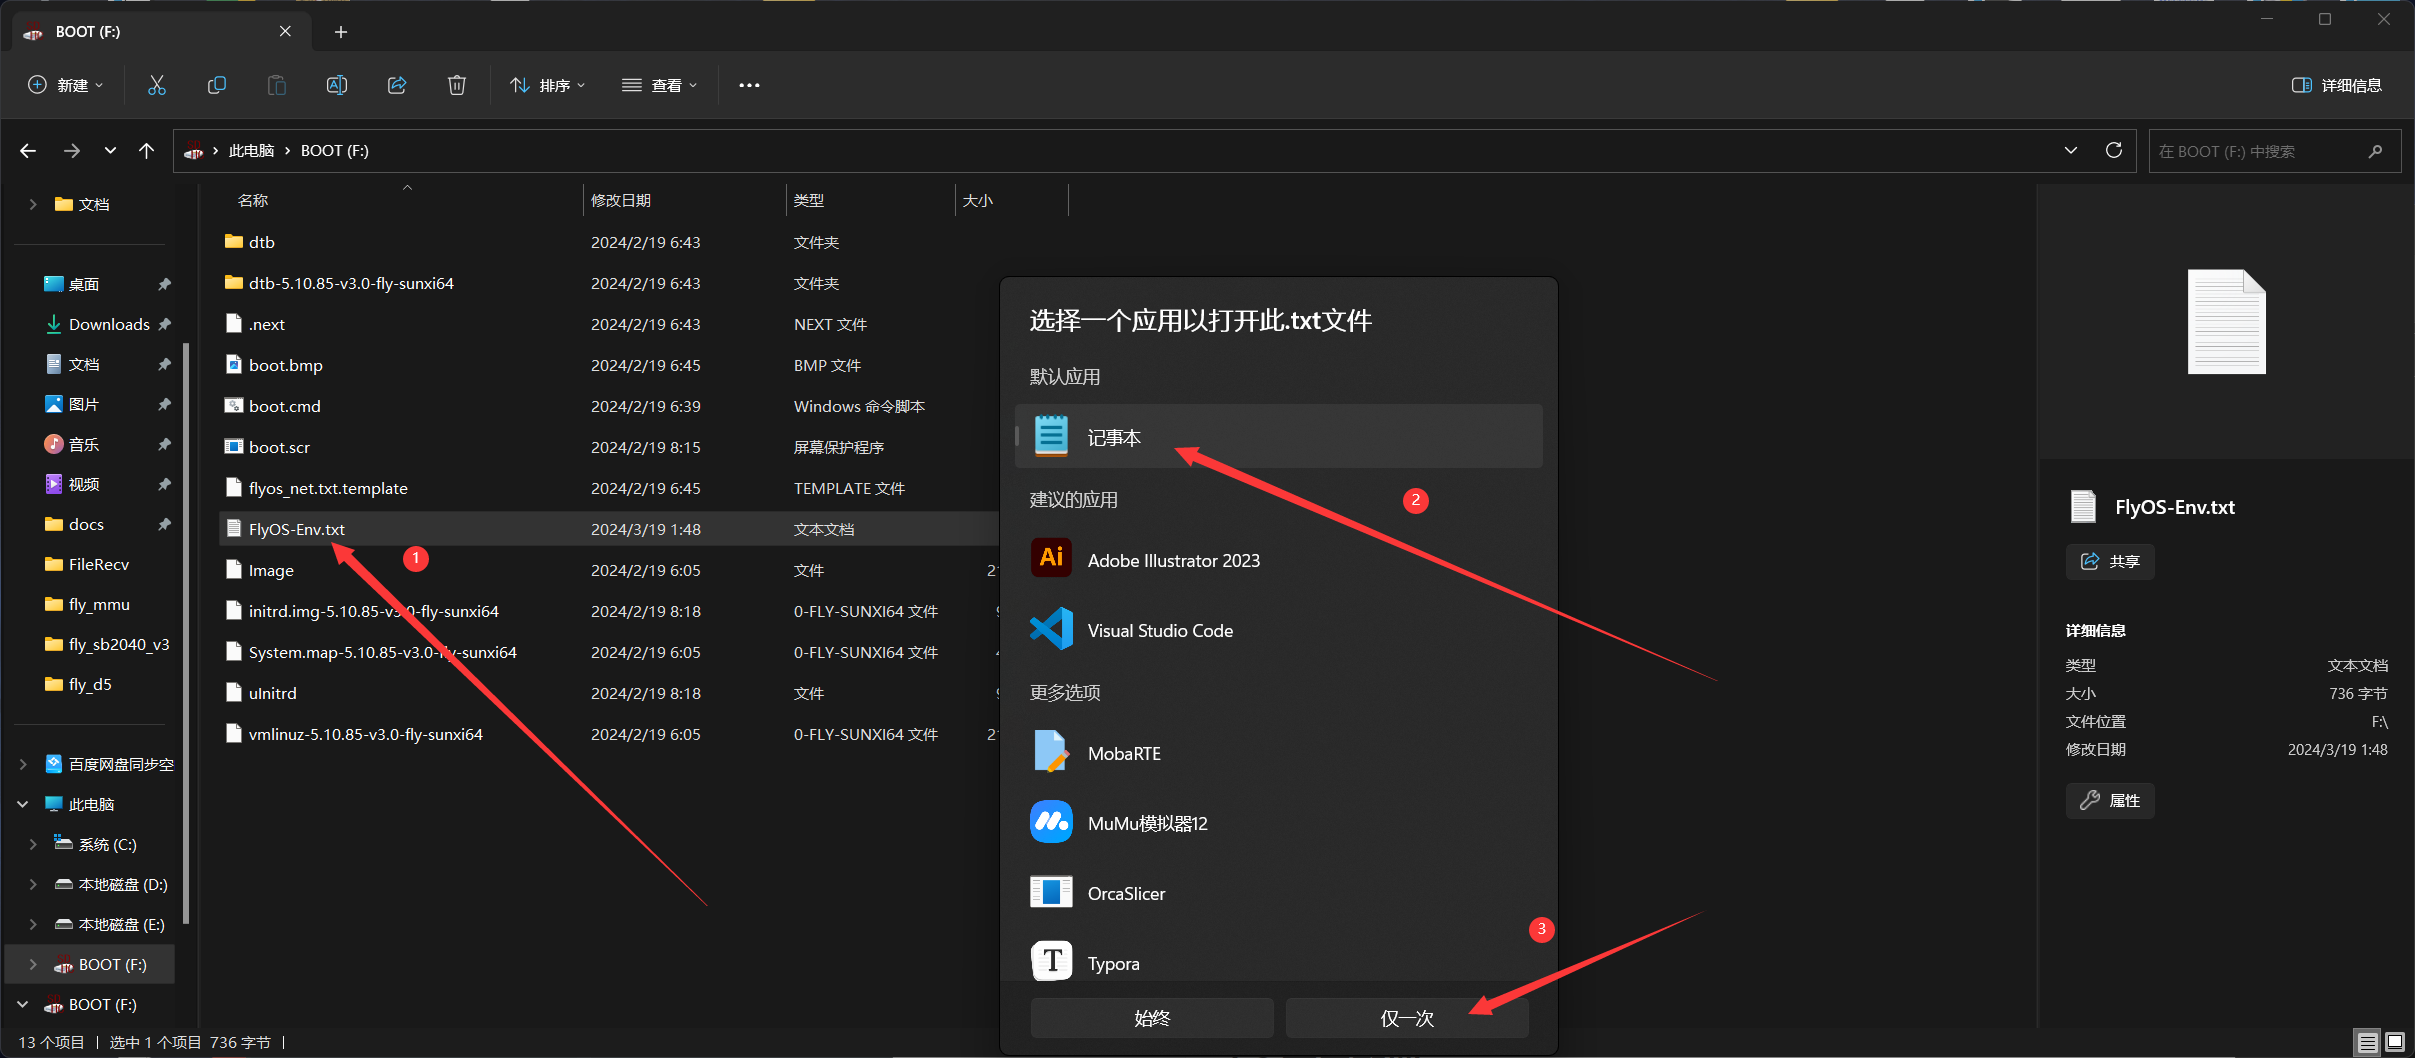 BOOT (F:)
新建
排序
查看
详细信息
此电脑
BOOT (F:)
在 BOOT (F:) 中搜索
文档
桌面
Downloads
文档
图片
音乐
视频
docs
FileRecv
fly_mmu
fly_sb2040_v3
fly_d5
百度网盘同步空
此电脑
系统 (C:)
本地磁盘 (D:)
本地磁盘 (E:)
BOOT (F:)
BOOT (F:)
名称 修改日期 类型 大小
dtb 2024/2/19 6:43 文件夹
dtb-5.10.85-v3.0-fly-sunxi64 2024/2/19 6:43 文件夹
.next 2024/2/19 6:43 NEXT 文件
boot.bmp 2024/2/19 6:45 BMP 文件
boot.cmd 2024/2/19 6:39 Windows 命令脚本
boot.scr 2024/2/19 8:15 屏幕保护程序
flyos_net.txt.template 2024/2/19 6:45 TEMPLATE 文件
FlyOS-Env.txt 2024/3/19 1:48 文本文档
1
Image 2024/2/19 6:05 文件
initrd.img-5.10.85-v3.0-fly-sunxi64 2024/2/19 8:18 0-FLY-SUNXI64 文件
System.map-5.10.85-v3.0-fly-sunxi64 2024/2/19 6:05 0-FLY-SUNXI64 文件
uInitrd 2024/2/19 8:18 文件
vmlinuz-5.10.85-v3.0-fly-sunxi64 2024/2/19 6:05 0-FLY-SUNXI64 文件
选择一个应用以打开此.txt文件
默认应用
记事本
2
建议的应用
Adobe Illustrator 2023
Visual Studio Code
更多选项
MobaRTE
MuMu模拟器12
OrcaSlicer
3
Typora
始终
仅一次
FlyOS-Env.txt
共享
详细信息
类型 文本文档
大小 736 字节
文件位置 F:\
修改日期 2024/3/19 1:48
属性
13 个项目 | 选中 1 个项目 736 字节 |